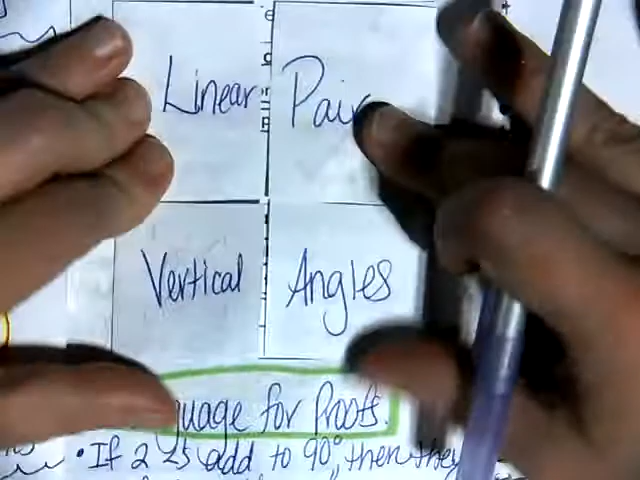 Linear Pair
Vertical Angles
guage for Proofs.
• If 2 ∠s add to 90°, then they